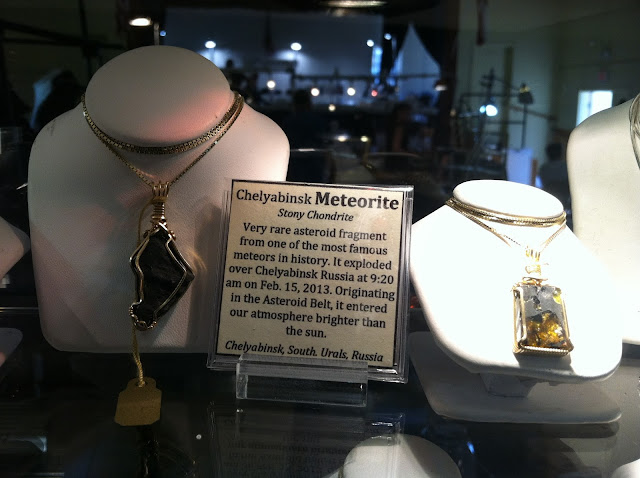 Chelyabinsk Meteorite
Stony Chondrite
Very rare asteroid fragment
from one of the most famous
meteors in history. It exploded
over Chelyabinsk Russia at 9:20
am on Feb. 15, 2013. Originating
in the Asteroid Belt, it entered
our atmosphere brighter than
the sun.
Chelyabinsk, South. Urals, Russia